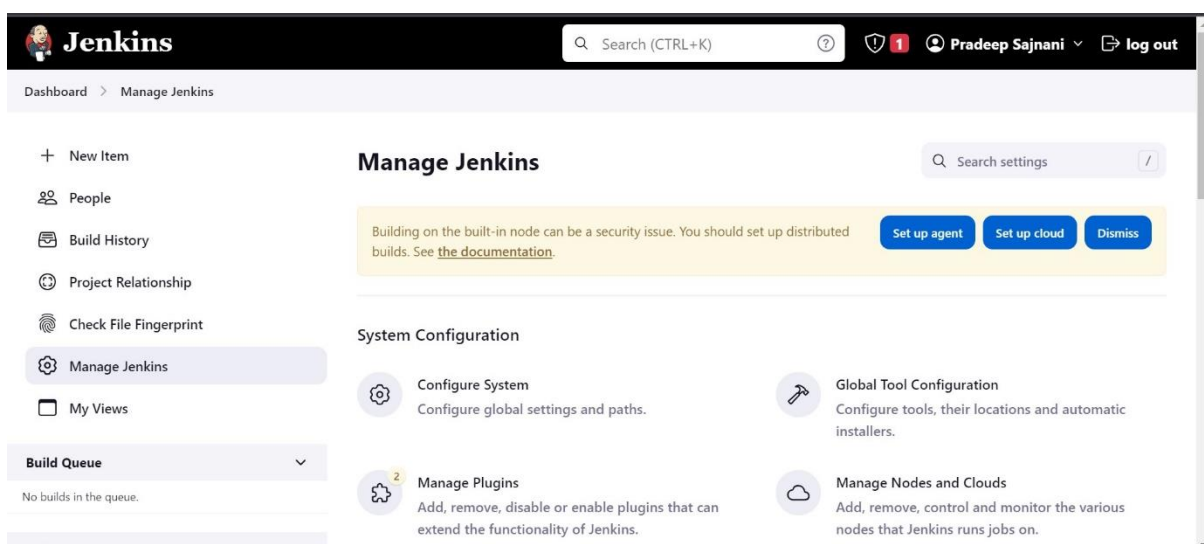 Jenkins
Search (CTRL+K)
?
1
Pradeep Sajnani
log out
Dashboard > Manage Jenkins
New Item
People
Build History
Project Relationship
Check File Fingerprint
Manage Jenkins
My Views
Build Queue
No builds in the queue.
Manage Jenkins
Search settings
/
Building on the built-in node can be a security issue. You should set up distributed
builds. See the documentation.
Set up agent
Set up cloud
Dismiss
System Configuration
Configure System
Configure global settings and paths.
Global Tool Configuration
Configure tools, their locations and automatic
installers.
2
Manage Plugins
Add, remove, disable or enable plugins that can
extend the functionality of Jenkins.
Manage Nodes and Clouds
Add, remove, control and monitor the various
nodes that Jenkins runs jobs on.